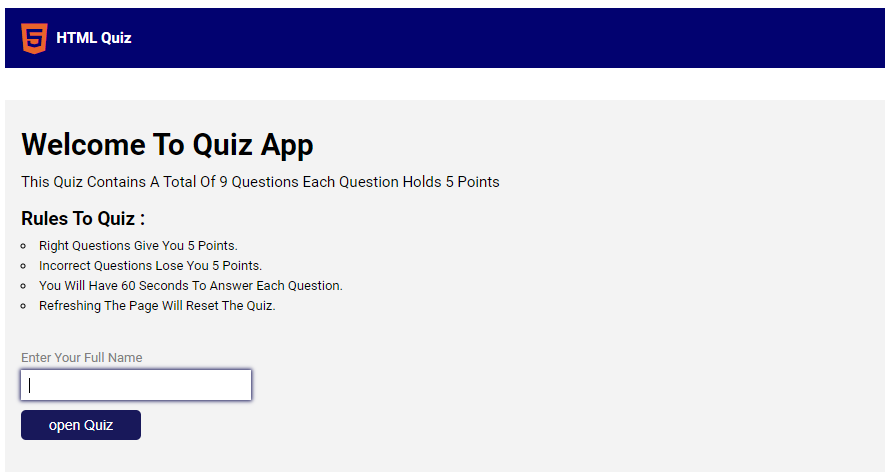 5 HTML Quiz
Welcome To Quiz App
This Quiz Contains A Total Of 9 Questions Each Question Holds 5 Points
Rules To Quiz :
Right Questions Give You 5 Points.
Incorrect Questions Lose You 5 Points.
You Will Have 60 Seconds To Answer Each Question.
Refreshing The Page Will Reset The Quiz.
Enter Your Full Name
open Quiz